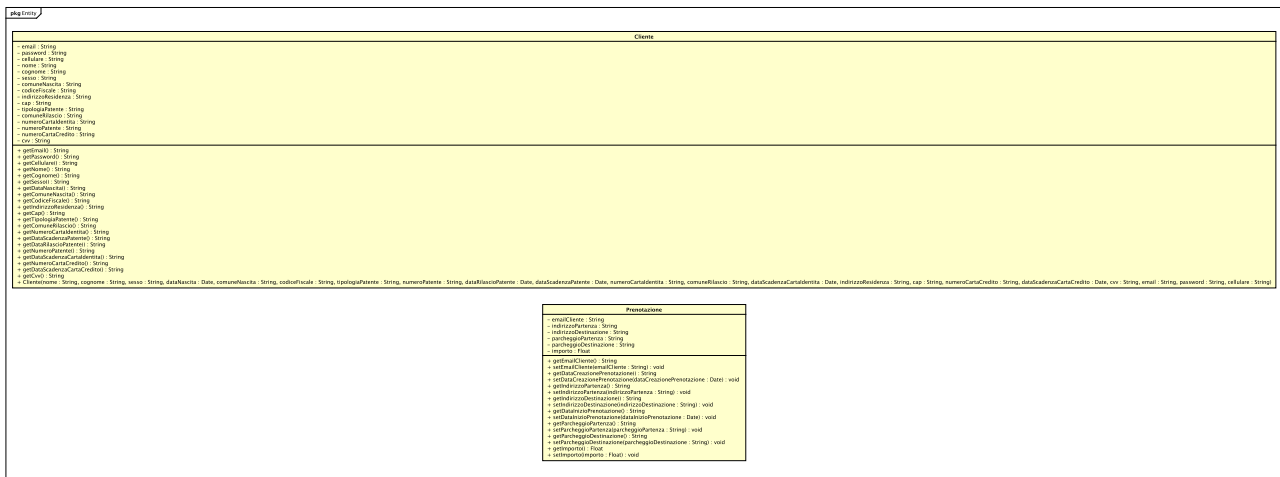 pkg Entity
Cliente
- email : String
- password : String
- cellulare : String
- nome : String
- cognome : String
- sesso : String
- comuneNascita : String
- codiceFiscale : String
- indirizzoResidenza : String
- cap : String
- tipologiaPatente : String
- comuneRilascio : String
- numeroCartaIdentita : String
- numeroPatente : String
- numeroCartaCredito : String
- cvv : String
+ getEmail() : String
+ getPassword() : String
+ getCellulare() : String
+ getNome() : String
+ getCognome() : String
+ getSesso() : String
+ getDataNascita() : String
+ getComuneNascita() : String
+ getCodiceFiscale() : String
+ getIndirizzoResidenza() : String
+ getCap() : String
+ getTipologiaPatente() : String
+ getComuneRilascio() : String
+ getNumeroCartaIdentita() : String
+ getDataScadenzaPatente() : String
+ getDataRilascioPatente() : String
+ getNumeroPatente() : String
+ getDataScadenzaCartaIdentita() : String
+ getNumeroCartaCredito() : String
+ getDataScadenzaCartaCredito() : String
+ getCvv() : String
+ Cliente(nome : String, cognome : String, sesso : String, dataNascita : Date, comuneNascita : String, codiceFiscale : String, tipologiaPatente : String, numeroPatente : String, dataRilascioPatente : Date, dataScadenzaPatente : Date, numeroCartaIdentita : String, comuneRilascio : String, dataScadenzaCartaIdentita : Date, indirizzoResidenza : String, cap : String, numeroCartaCredito : String, dataScadenzaCartaCredito : Date, cvv : String, email : String, password : String, cellulare : String)
Prenotazione
- emailCliente : String
- indirizzoPartenza : String
- indirizzoDestinazione : String
- parcheggioPartenza : String
- parcheggioDestinazione : String
- importo : Float
+ getEmailCliente() : String
+ setEmailCliente(emailCliente : String) : void
+ getDataCreazionePrenotazione() : String
+ setDataCreazionePrenotazione(dataCreazionePrenotazione : Date) : void
+ getIndirizzoPartenza() : String
+ setIndirizzoPartenza(indirizzoPartenza : String) : void
+ getIndirizzoDestinazione() : String
+ setIndirizzoDestinazione(indirizzoDestinazione : String) : void
+ getDataInizioPrenotazione() : String
+ setDataInizioPrenotazione(dataInizioPrenotazione : Date) : void
+ getParcheggioPartenza() : String
+ setParcheggioPartenza(parcheggioPartenza : String) : void
+ getParcheggioDestinazione() : String
+ setParcheggioDestinazione(parcheggioDestinazione : String) : void
+ getImporto() : Float
+ setImporto(importo : Float) : void